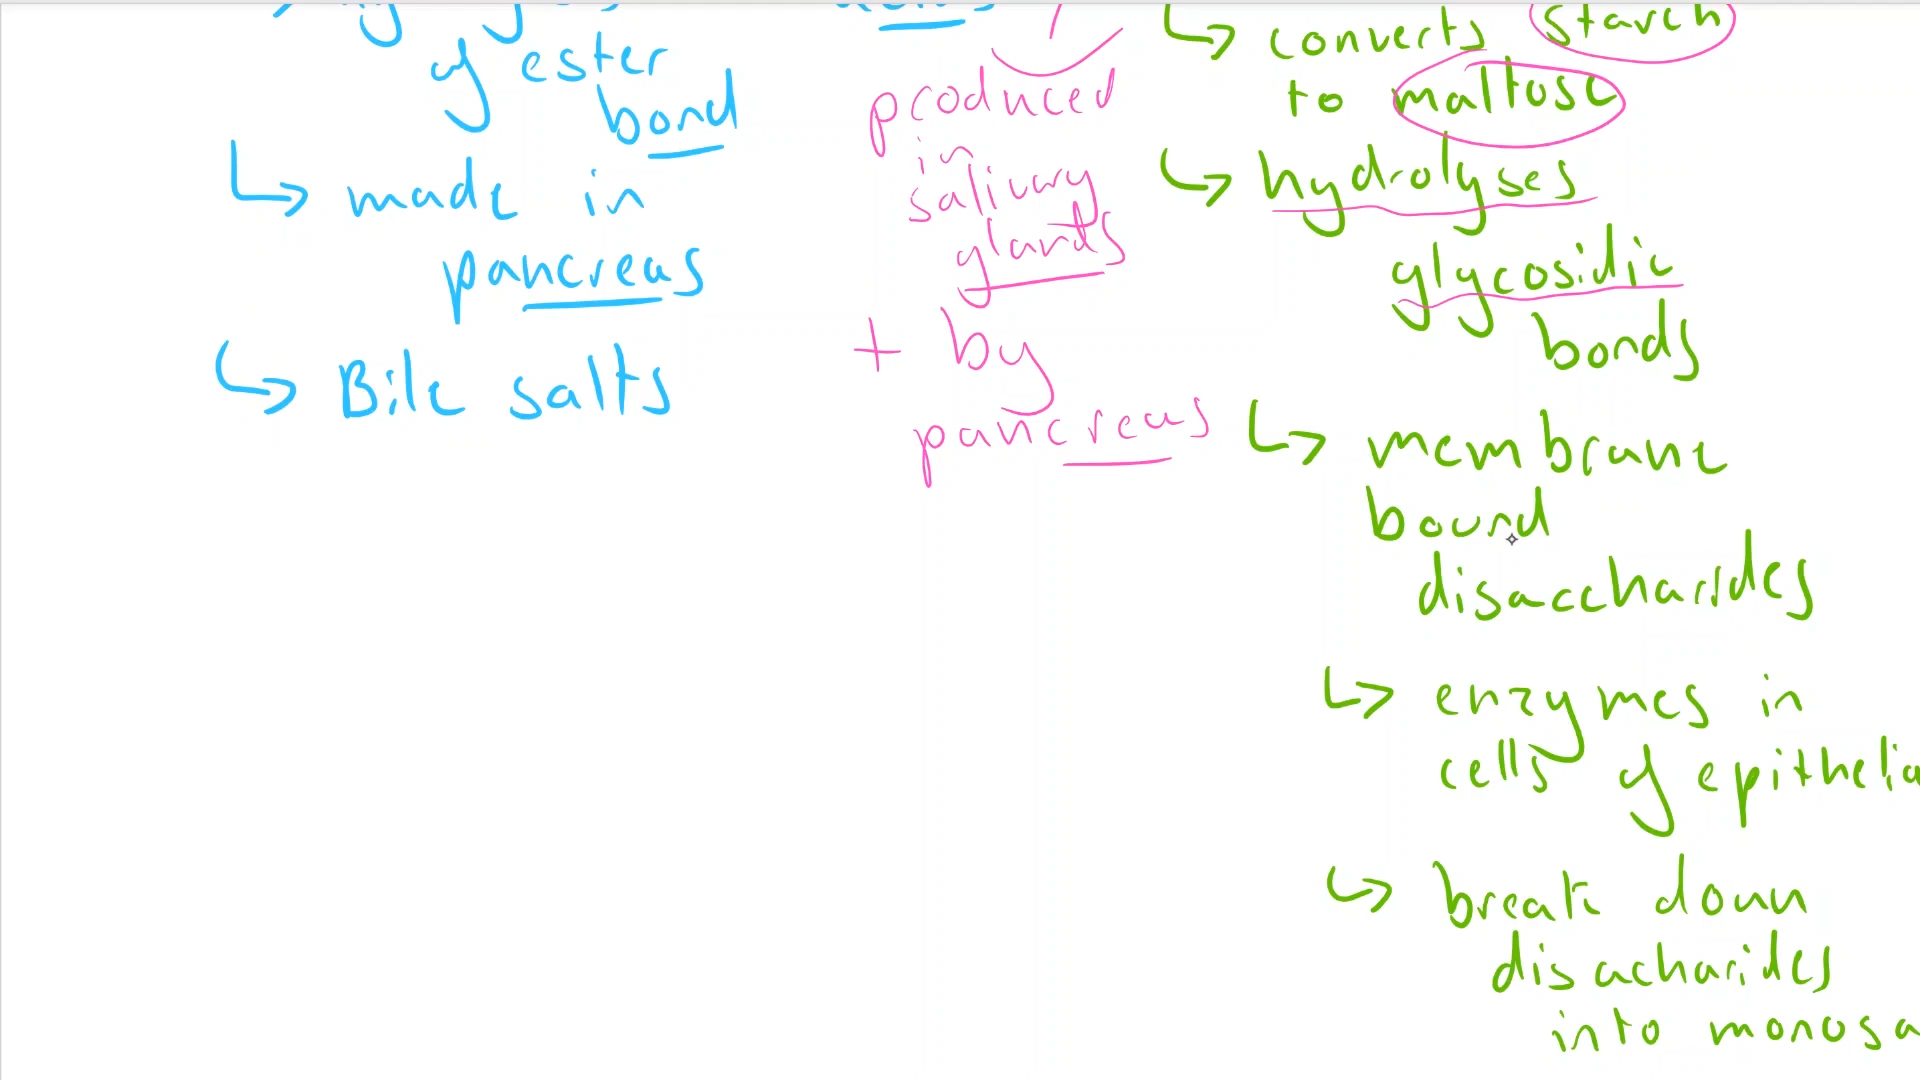 of ester
bond
↳ made in
pancreas
↳ Bile salts
produced
in
salivary
glands
+ by
pancreas
↳ converts starch
to maltose
↳ hydrolyses
glycosidic
bonds
↳ membrane
bound
disaccharides
↳ enzymes in
cells of epithelia
↳ break down
disacharides
into monosa